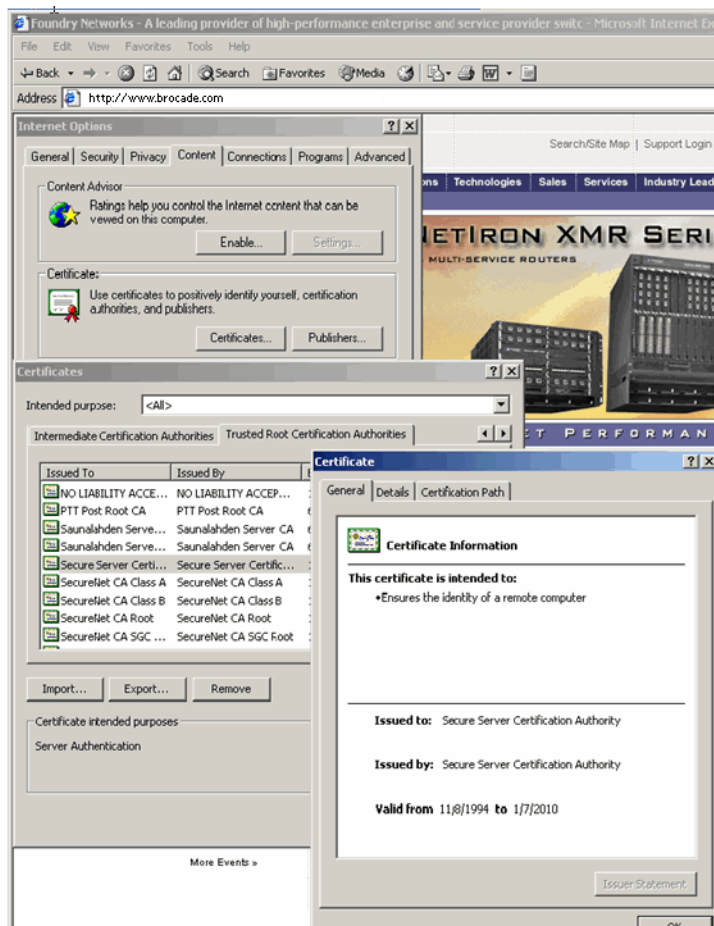 Foundry Networks - A leading provider of high-performance enterprise and service provider switc - Microsoft Internet Ex
File Edit View Favorites Tools Help
Back Search Favorites Media
Address http://www.brocade.com
Internet Options
Search/Site Map | Support Login
General Security Privacy Content Connections Programs Advanced
ons Technologies Sales Services Industry Lead
Content Advisor
Ratings help you control the Internet content that can be
viewed on this computer.
Enable... Settings...
NETIRON XMR SERI
MULTI-SERVICE ROUTERS
Certificates
Use certificates to positively identify yourself, certification
authorities, and publishers.
Certificates... Publishers...
Certificates
Intended purpose: <All>
Intermediate Certification Authorities Trusted Root Certification Authorities
ET PERFORMAN
Issued To Issued By
NO LIABILITY ACCE... NO LIABILITY ACCEP...
PTT Post Root CA PTT Post Root CA
Saunalahden Serve... Saunalahden Server CA
Saunalahden Serve... Saunalahden Server CA
Secure Server Certi... Secure Server Certific...
SecureNet CA Class A SecureNet CA Class A
SecureNet CA Class B SecureNet CA Class B
SecureNet CA Root SecureNet CA Root
SecureNet CA SGC ... SecureNet CA SGC Root
Import... Export... Remove
Certificate intended purposes
Server Authentication
Certificate
General Details Certification Path
Certificate Information
This certificate is intended to:
•Ensures the identity of a remote computer
Issued to: Secure Server Certification Authority
Issued by: Secure Server Certification Authority
Valid from 11/8/1994 to 1/7/2010
Issuer Statement
OK
More Events »